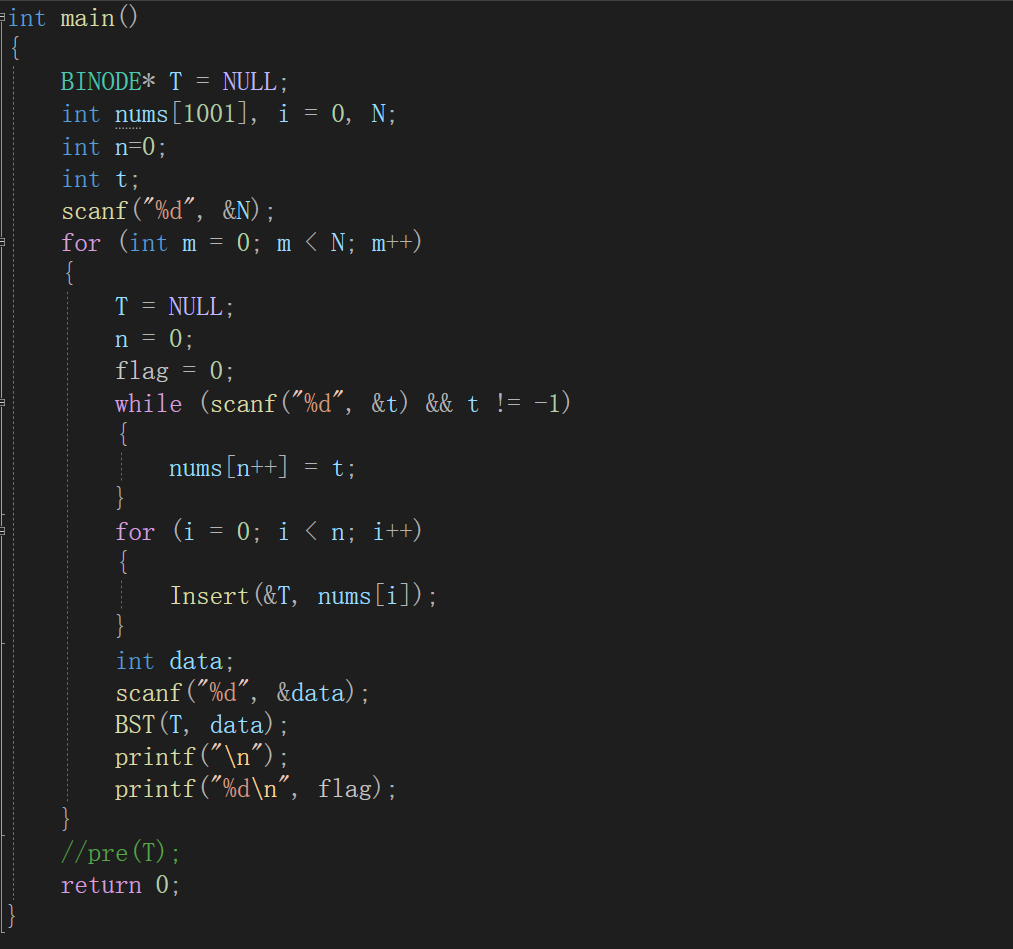 int main()
{
    BINODE* T = NULL;
    int nums[1001], i = 0, N;
    int n=0;
    int t;
    scanf("%d", &N);
    for (int m = 0; m < N; m++)
    {
        T = NULL;
        n = 0;
        flag = 0;
        while (scanf("%d", &t) && t != -1)
        {
            nums[n++] = t;
        }
        for (i = 0; i < n; i++)
        {
            Insert(&T, nums[i]);
        }
        int data;
        scanf("%d", &data);
        BST(T, data);
        printf("\n");
        printf("%d\n", flag);
    }
    //pre(T);
    return 0;
}